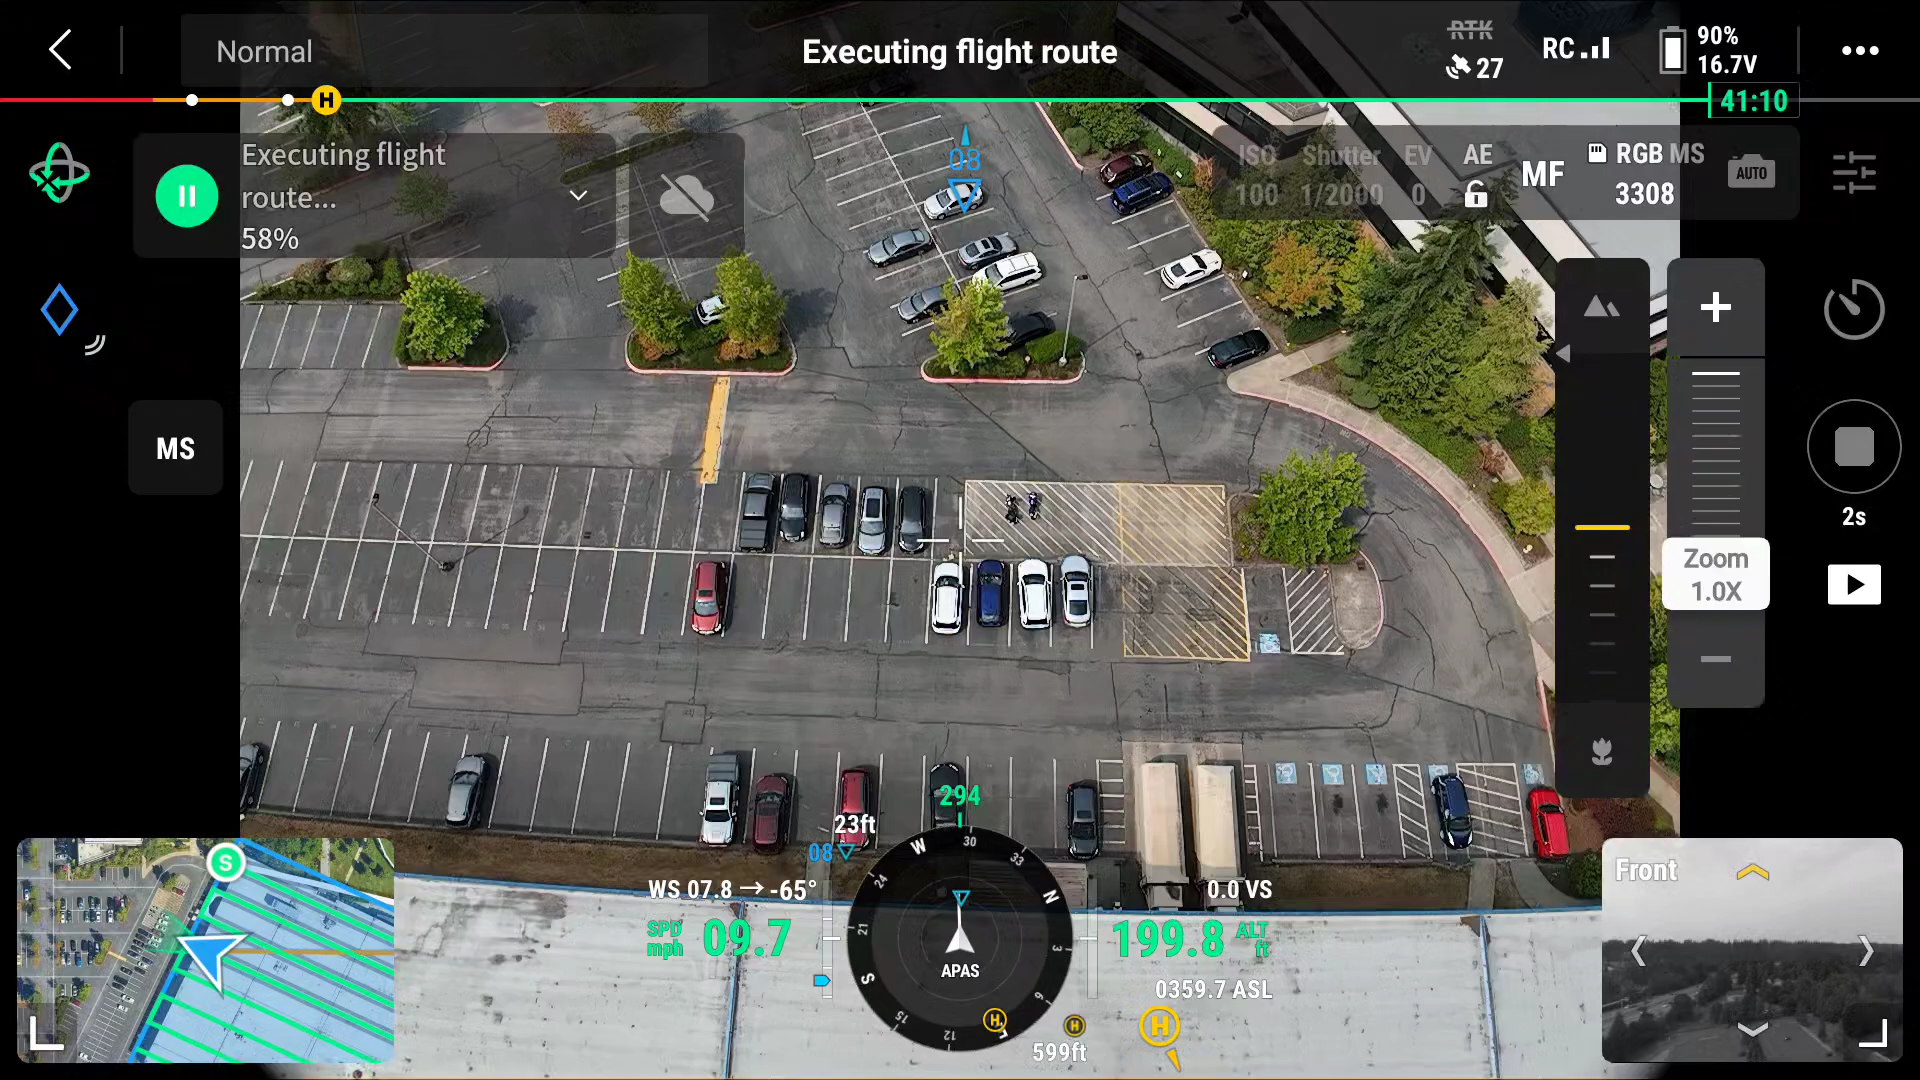 Normal
Executing flight route
RTK
27
RC
90%
16.7V
H
41:10
Executing flight
route...
58%
08
ISO
100
Shutter
1/2000
EV
0
AE
MF
RGB MS
3308
AUTO
MS
Zoom
1.0X
2s
294
23ft
08
WS 07.8 → -65°
SPD
mph
09.7
0.0 VS
199.8
ALT
ft
0359.7 ASL
W
30
33
N
3
6
12
15
S
21
24
APAS
H
H
H
599ft
S
Front